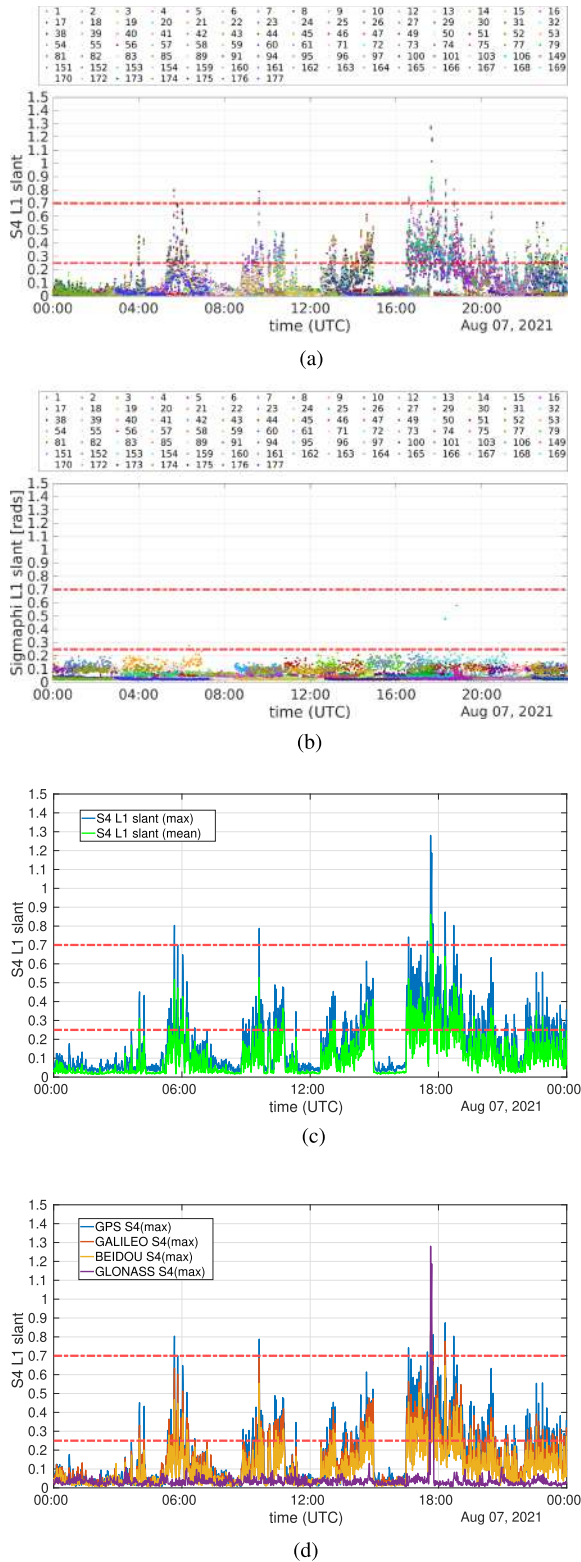 1 2 3 4 5 6 7 8 9 10 12 13 14 15 16
17 18 19 20 21 22 23 24 25 26 27 29 30 31 32
38 39 40 41 42 43 44 45 46 47 49 50 51 52 53
54 55 56 57 58 59 60 61 71 72 73 74 75 77 79
81 82 83 85 89 91 94 95 96 97 100 101 103 106 149
151 152 153 154 159 160 161 162 163 164 165 166 167 168 169
170 172 173 174 175 176 177
1.5
1.4
1.3
1.2
1.1
1
0.9
0.8
0.7
0.6
0.5
0.4
0.3
0.2
0.1
0
S4 L1 slant
00:00 04:00 08:00 12:00 16:00 20:00
time (UTC) Aug 07, 2021
(a)
1 2 3 4 5 6 7 8 9 10 12 13 14 15 16
17 18 19 20 21 22 23 24 25 26 27 29 30 31 32
38 39 40 41 42 43 44 45 46 47 49 50 51 52 53
54 55 56 57 58 59 60 61 71 72 73 74 75 77 79
81 82 83 85 89 91 94 95 96 97 100 101 103 106 149
151 152 153 154 159 160 161 162 163 164 165 166 167 168 169
170 172 173 174 175 176 177
1.5
1.4
1.3
1.2
1.1
1
0.9
0.8
0.7
0.6
0.5
0.4
0.3
0.2
0.1
0
Sigmaphi L1 slant [rads]
00:00 04:00 08:00 12:00 16:00 20:00
time (UTC) Aug 07, 2021
(b)
1.5
1.4
1.3
1.2
1.1
1
0.9
0.8
0.7
0.6
0.5
0.4
0.3
0.2
0.1
0
S4 L1 slant
S4 L1 slant (max)
S4 L1 slant (mean)
00:00 06:00 12:00 18:00 00:00
time (UTC) Aug 07, 2021
(c)
1.5
1.4
1.3
1.2
1.1
1
0.9
0.8
0.7
0.6
0.5
0.4
0.3
0.2
0.1
0
S4 L1 slant
GPS S4(max)
GALILEO S4(max)
BEIDOU S4(max)
GLONASS S4(max)
00:00 06:00 12:00 18:00 00:00
time (UTC) Aug 07, 2021
(d)